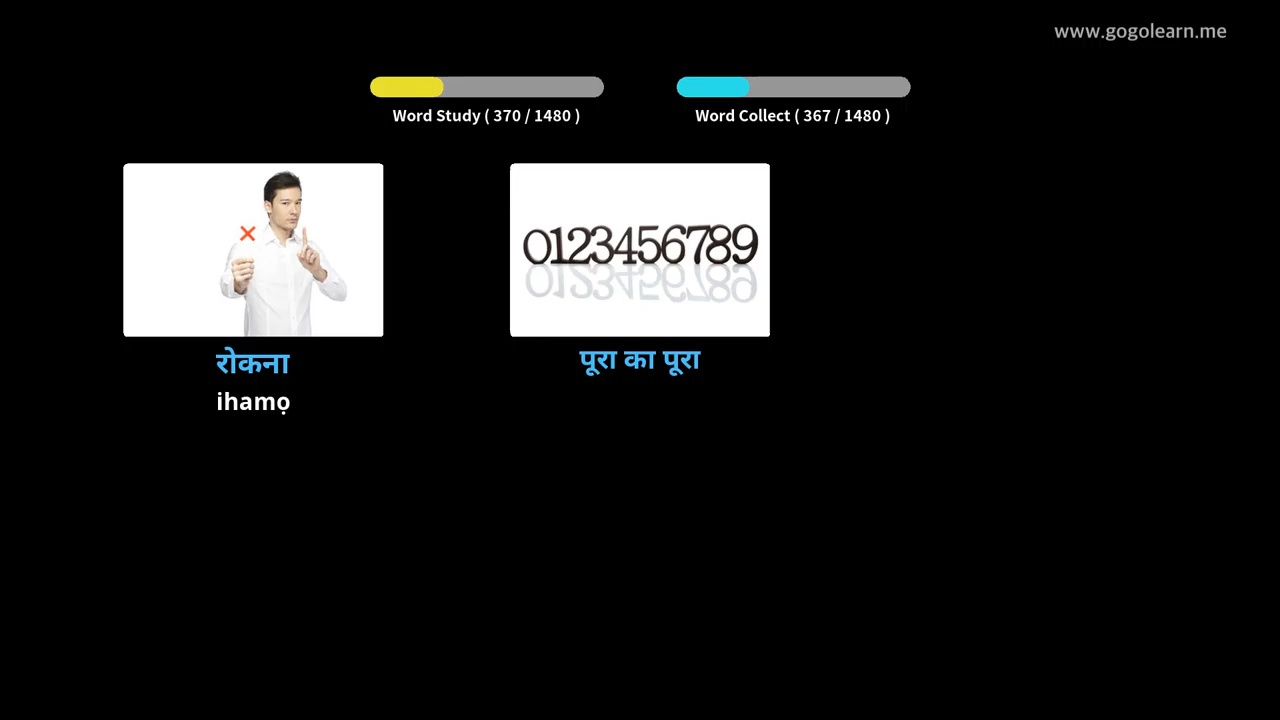 www.gogolearn.me
Word Study ( 370 / 1480 )
Word Collect ( 367 / 1480 )
0123456789
रोकना
ihamọ
पूरा का पूरा